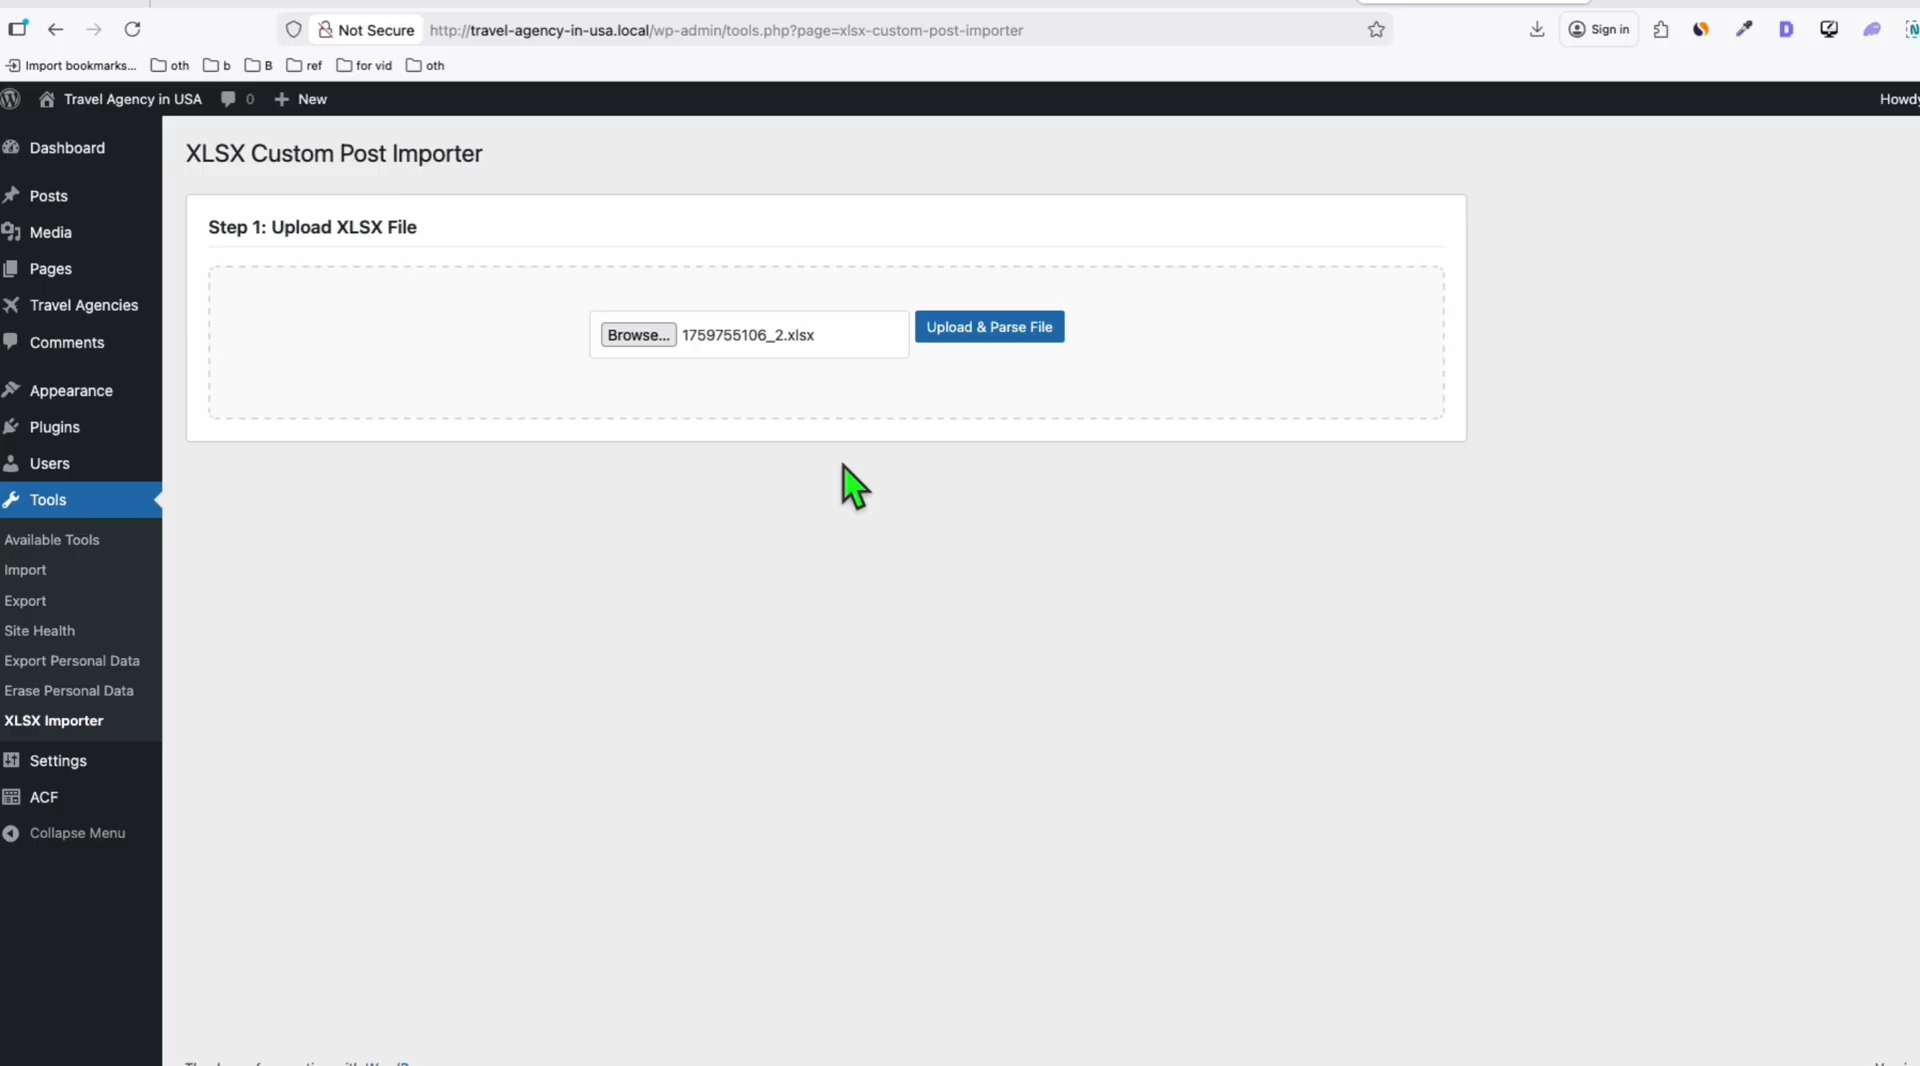 Not Secure
http://travel-agency-in-usa.local/wp-admin/tools.php?page=xlsx-custom-post-importer
Sign in
Import bookmarks...
oth
b
B
ref
for vid
oth
Travel Agency in USA
0
New
Howdy
Dashboard
Posts
Media
Pages
Travel Agencies
Comments
Appearance
Plugins
Users
Tools
Available Tools
Import
Export
Site Health
Export Personal Data
Erase Personal Data
XLSX Importer
Settings
ACF
Collapse Menu
XLSX Custom Post Importer
Step 1: Upload XLSX File
Browse... 1759755106_2.xlsx
Upload & Parse File